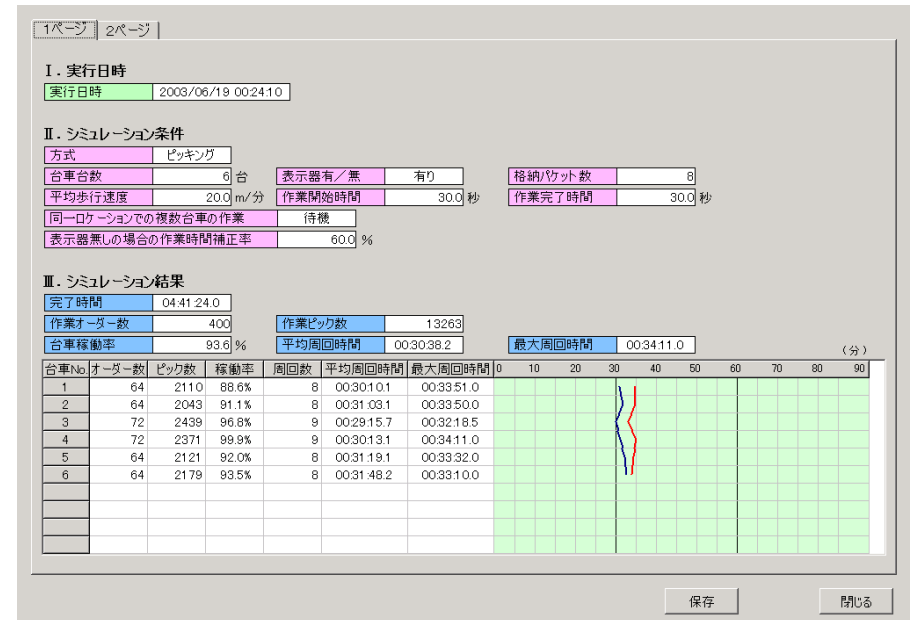 1ページ 2ページ
Ⅰ．実行日時
実行日時 2003/06/19 00:24:10
Ⅱ．シミュレーション条件
方式 ピッキング
台車台数 6 台 表示器有／無 有り 格納バケット数 8
平均歩行速度 20.0 m/分 作業開始時間 30.0 秒 作業完了時間 30.0 秒
同一ロケーションでの複数台車の作業 待機
表示器無しの場合の作業時間補正率 60.0 %
Ⅲ．シミュレーション結果
完了時間 04:41:24.0
作業オーダー数 400 作業ピック数 13263
台車稼働率 93.6 % 平均周回時間 00:30:38.2 最大周回時間 00:34:11.0
（分）
台車No. オーダー数 ピック数 稼働率 周回数 平均周回時間 最大周回時間 0 10 20 30 40 50 60 70 80 90
1 64 2110 88.6% 8 00:30:10.1 00:33:51.0
2 64 2043 91.1% 8 00:31:03.1 00:33:50.0
3 72 2439 96.8% 9 00:29:15.7 00:32:18.5
4 72 2371 99.9% 9 00:30:13.1 00:34:11.0
5 64 2121 92.0% 8 00:31:19.1 00:33:32.0
6 64 2179 93.5% 8 00:31:48.2 00:33:10.0
保存 閉じる